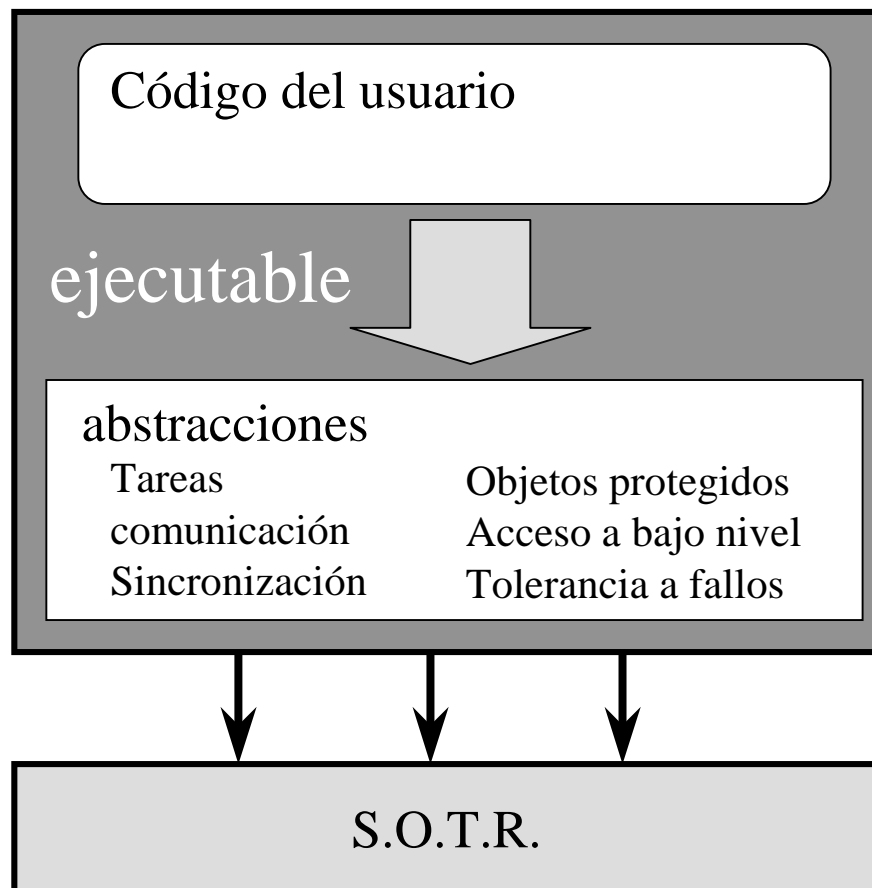 Código del usuario
ejecutable
abstracciones
Tareas
comunicación
Sincronización
Objetos protegidos
Acceso a bajo nivel
Tolerancia a fallos
S.O.T.R.